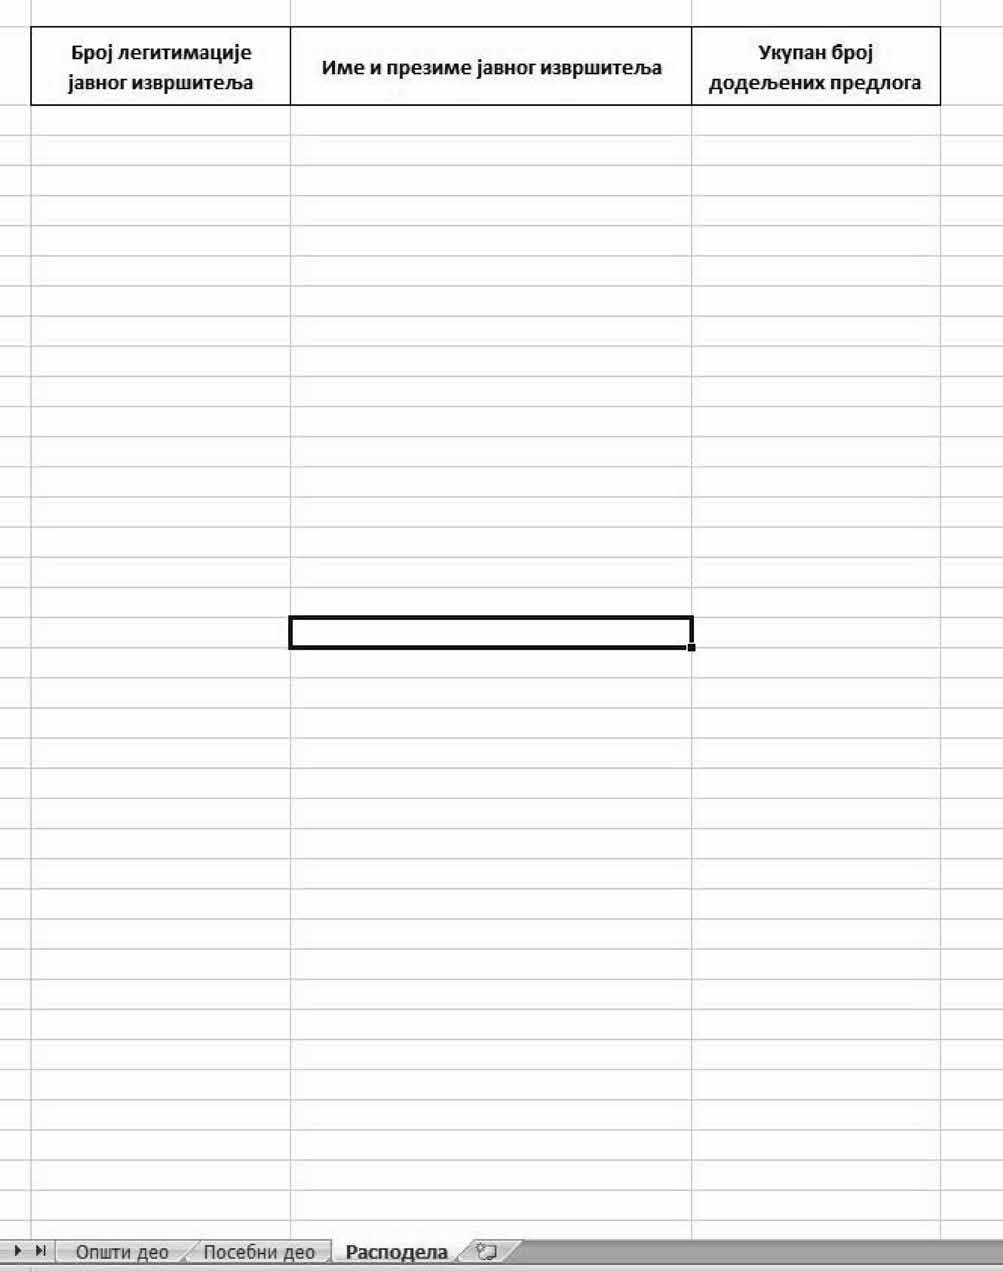 Број легитимације
јавног извршитеља
Име и презиме јавног извршитеља
Укупан број
додељених предлога
Општи део
Посебни део
Расподела